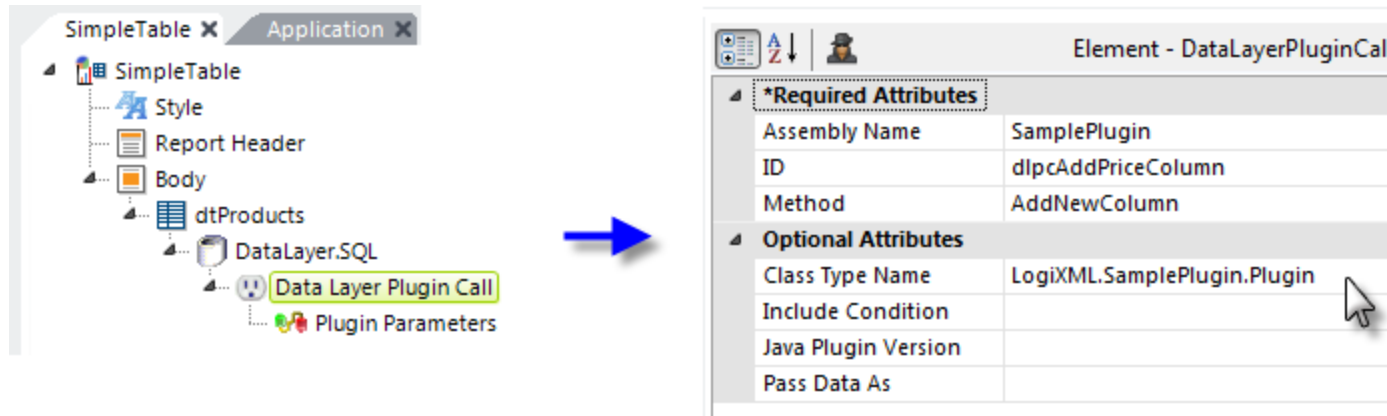 SimpleTable
Application
SimpleTable
Style
Report Header
Body
dtProducts
DataLayer.SQL
Data Layer Plugin Call
Plugin Parameters
A
Z
Element - DataLayerPluginCal
*Required Attributes
Assembly Name SamplePlugin
ID dlpcAddPriceColumn
Method AddNewColumn
Optional Attributes
Class Type Name LogiXML.SamplePlugin.Plugin
Include Condition
Java Plugin Version
Pass Data As